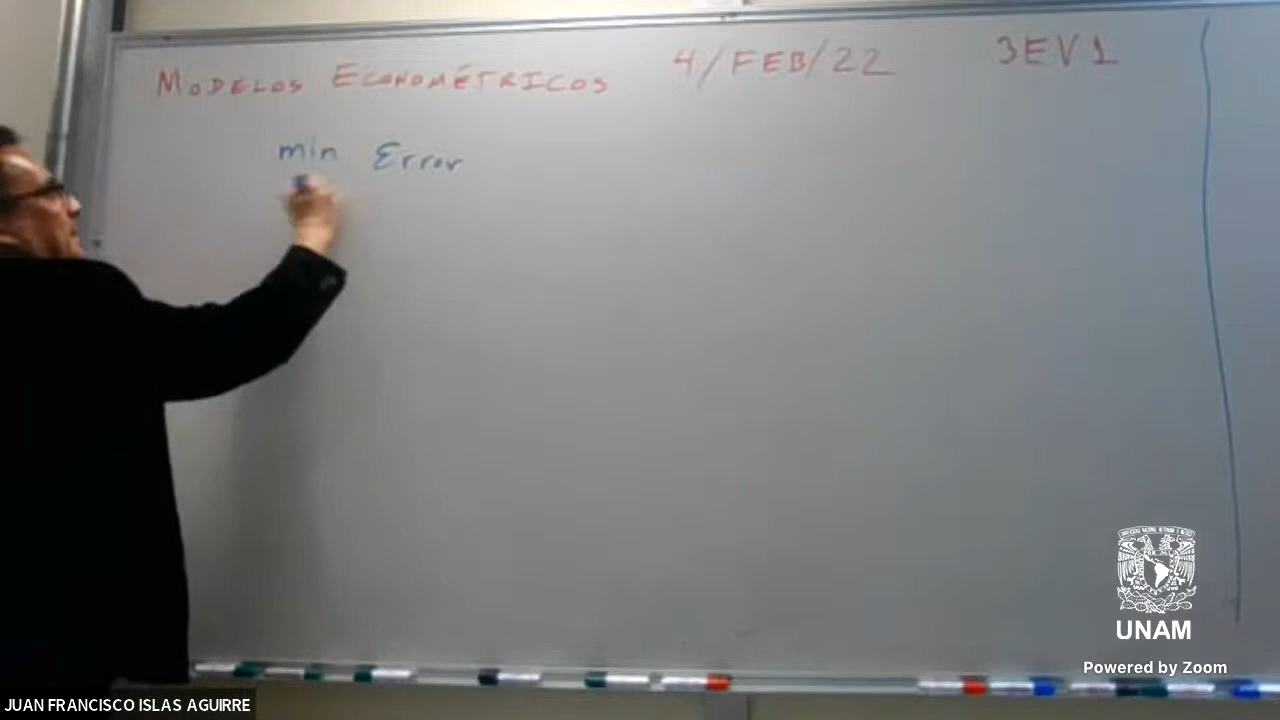 MODELOS ECONOMÉTRICOS 4/FEB/22 3EV1
min Error
UNAM
Powered by Zoom
JUAN FRANCISCO ISLAS AGUIRRE